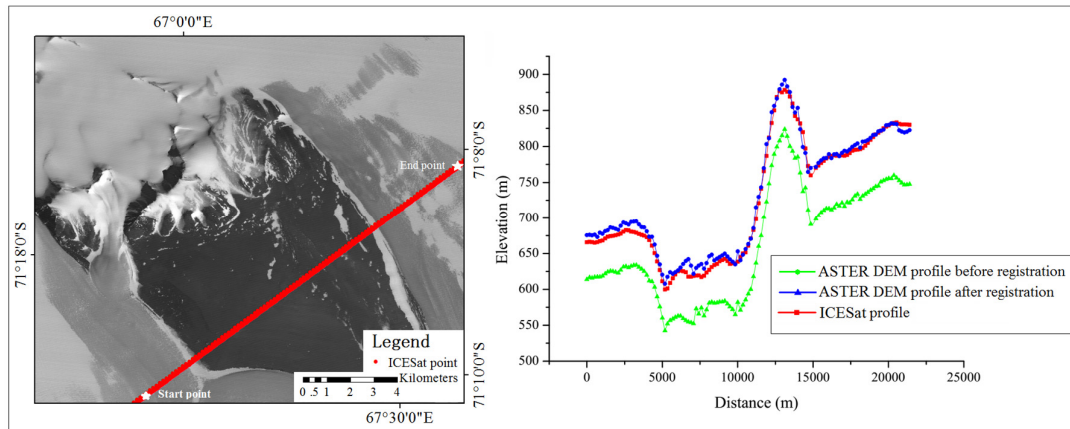 67°0'0"E
71°18'0"S
71°8'0"S
End point
Start point
Legend
ICESat point
Kilometers
0 .5 1 2 3 4
71°10'0"S
67°30'0"E
Elevation (m)
900
850
800
750
700
650
600
550
500
ASTER DEM profile before registration
ASTER DEM profile after registration
ICESat profile
0 5000 10000 15000 20000 25000
Distance (m)